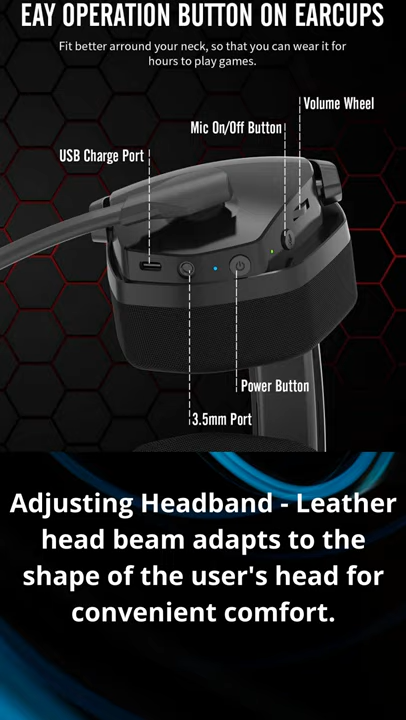 EAY OPERATION BUTTON ON EARCUPS
Fit better arround your neck, so that you can wear it for
hours to play games.
Volume Wheel
Mic On/Off Button
USB Charge Port
Power Button
3.5mm Port
Adjusting Headband - Leather
head beam adapts to the
shape of the user's head for
convenient comfort.